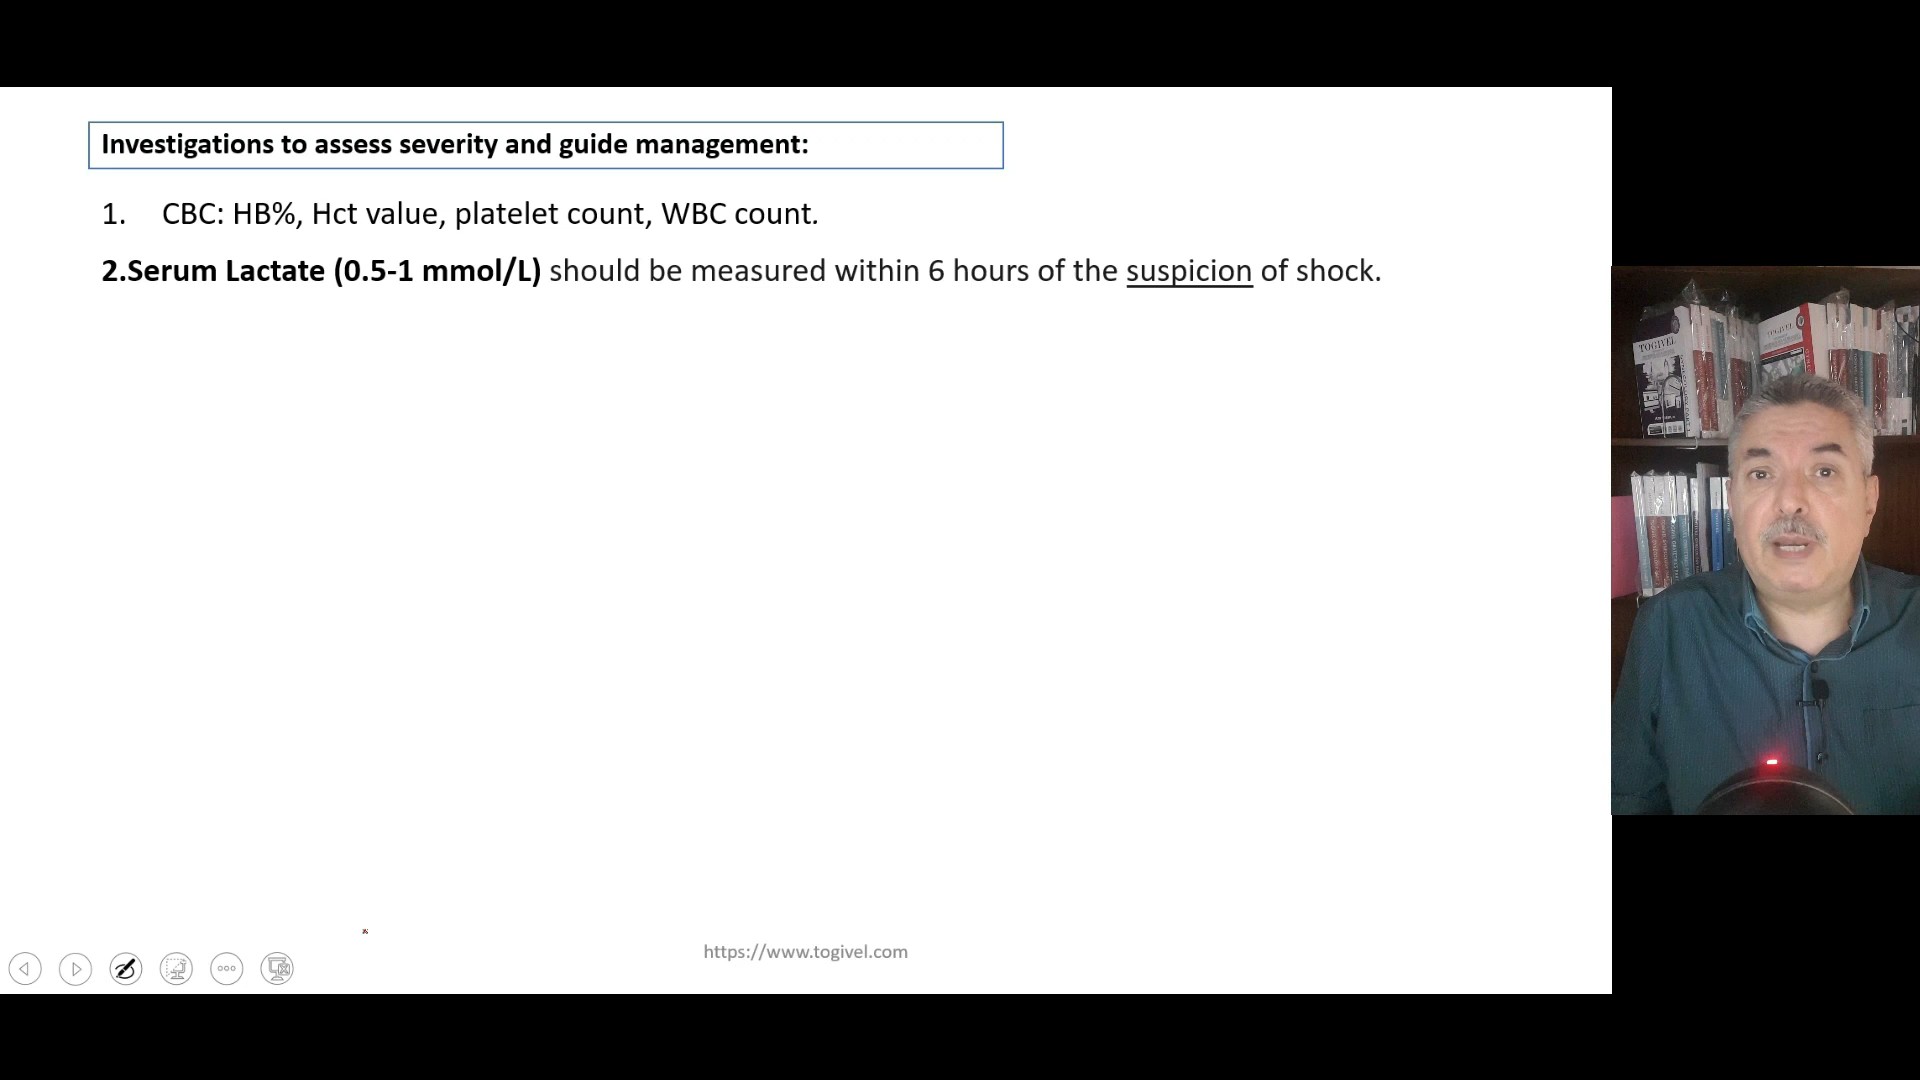 Investigations to assess severity and guide management:
1. CBC: HB%, Hct value, platelet count, WBC count.
2.Serum Lactate (0.5-1 mmol/L) should be measured within 6 hours of the suspicion of shock.
https://www.togivel.com
TOGIVEL
TOGIVEL